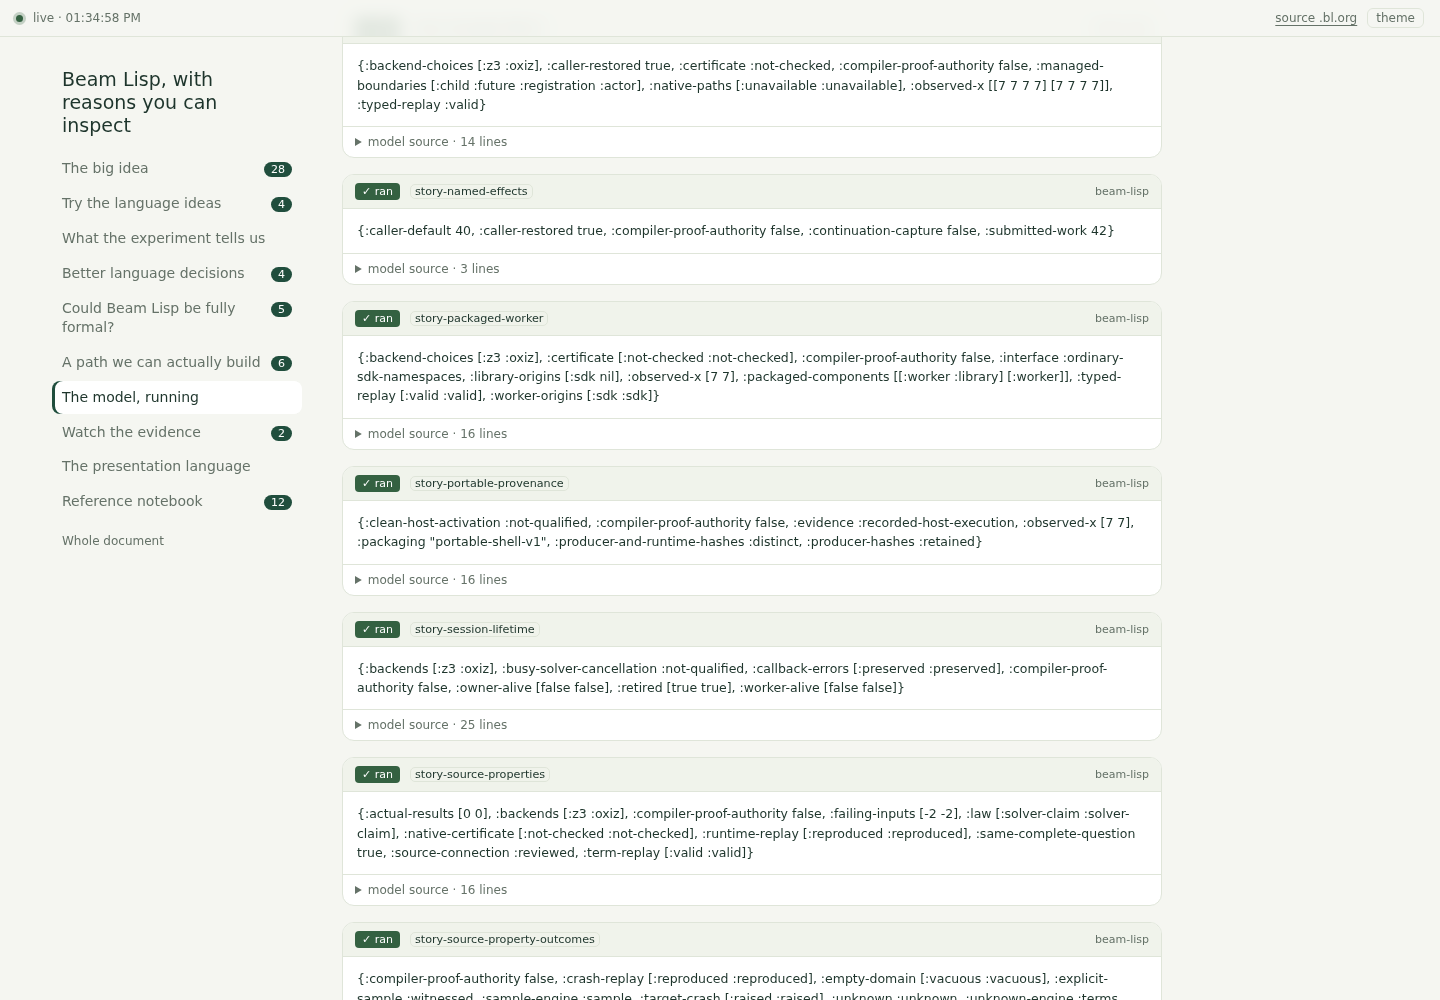 live · 01:34:58 PM
source .bl.org
theme
Beam Lisp, with
reasons you can
inspect
The big idea
28
Try the language ideas
4
What the experiment tells us
Better language decisions
4
Could Beam Lisp be fully
formal?
5
A path we can actually build
6
The model, running
Watch the evidence
2
The presentation language
Reference notebook
12
Whole document
{:backend-choices [:z3 :oxiz], :caller-restored true, :certificate :not-checked, :compiler-proof-authority false, :managed-
boundaries [:child :future :registration :actor], :native-paths [:unavailable :unavailable], :observed-x [[7 7 7 7] [7 7 7 7]],
:typed-replay :valid}
▶ model source · 14 lines
✓ ran story-named-effects beam-lisp
{:caller-default 40, :caller-restored true, :compiler-proof-authority false, :continuation-capture false, :submitted-work 42}
▶ model source · 3 lines
✓ ran story-packaged-worker beam-lisp
{:backend-choices [:z3 :oxiz], :certificate [:not-checked :not-checked], :compiler-proof-authority false, :interface :ordinary-
sdk-namespaces, :library-origins [:sdk nil], :observed-x [7 7], :packaged-components [[:worker :library] [:worker]], :typed-
replay [:valid :valid], :worker-origins [:sdk :sdk]}
▶ model source · 16 lines
✓ ran story-portable-provenance beam-lisp
{:clean-host-activation :not-qualified, :compiler-proof-authority false, :evidence :recorded-host-execution, :observed-x [7 7],
:packaging "portable-shell-v1", :producer-and-runtime-hashes :distinct, :producer-hashes :retained}
▶ model source · 16 lines
✓ ran story-session-lifetime beam-lisp
{:backends [:z3 :oxiz], :busy-solver-cancellation :not-qualified, :callback-errors [:preserved :preserved], :compiler-proof-
authority false, :owner-alive [false false], :retired [true true], :worker-alive [false false]}
▶ model source · 25 lines
✓ ran story-source-properties beam-lisp
{:actual-results [0 0], :backends [:z3 :oxiz], :compiler-proof-authority false, :failing-inputs [-2 -2], :law [:solver-claim :solver-
claim], :native-certificate [:not-checked :not-checked], :runtime-replay [:reproduced :reproduced], :same-complete-question
true, :source-connection :reviewed, :term-replay [:valid :valid]}
▶ model source · 16 lines
✓ ran story-source-property-outcomes beam-lisp
{:compiler-proof-authority false, :crash-replay [:reproduced :reproduced], :empty-domain [:vacuous :vacuous], :explicit-
sample :witnessed, :sample-engine :sample, :target-crash [:raised :raised], :unknown :unknown, :unknown-engine :terms,